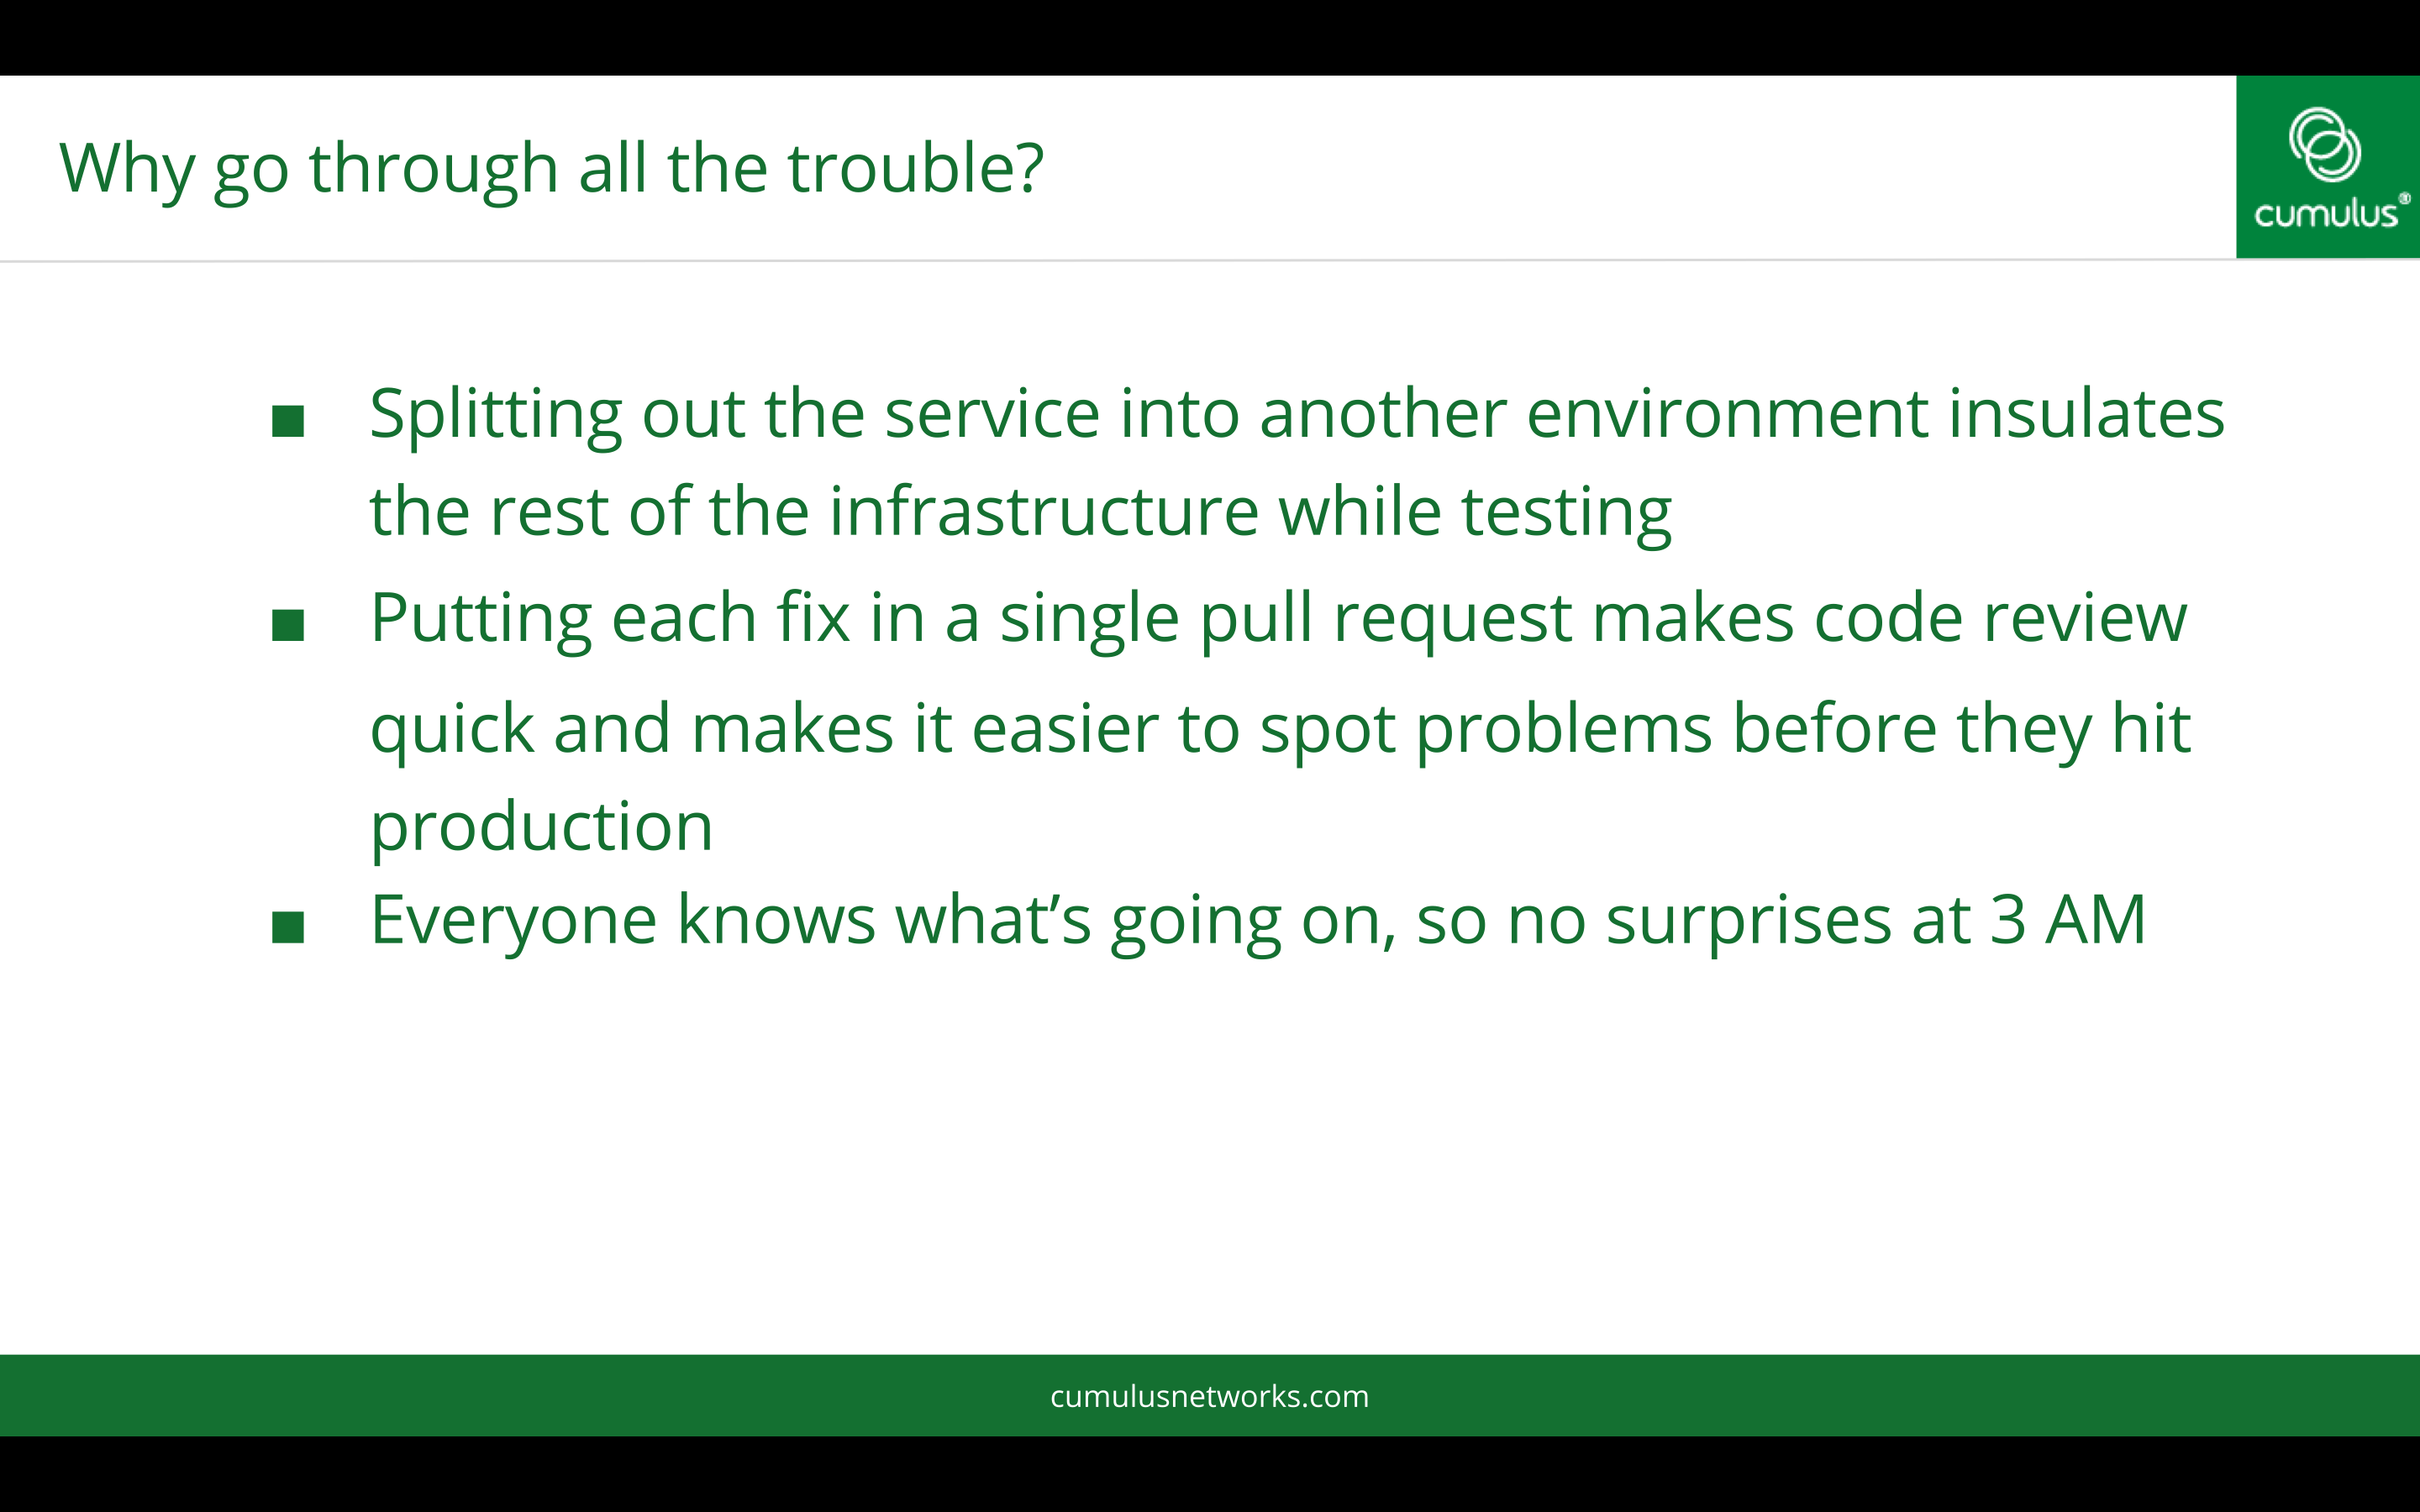 Why go through all the trouble?
cumulus®
■ Splitting out the service into another environment insulates
the rest of the infrastructure while testing
■ Putting each fix in a single pull request makes code review
quick and makes it easier to spot problems before they hit
production
■ Everyone knows what’s going on, so no surprises at 3 AM
cumulusnetworks.com